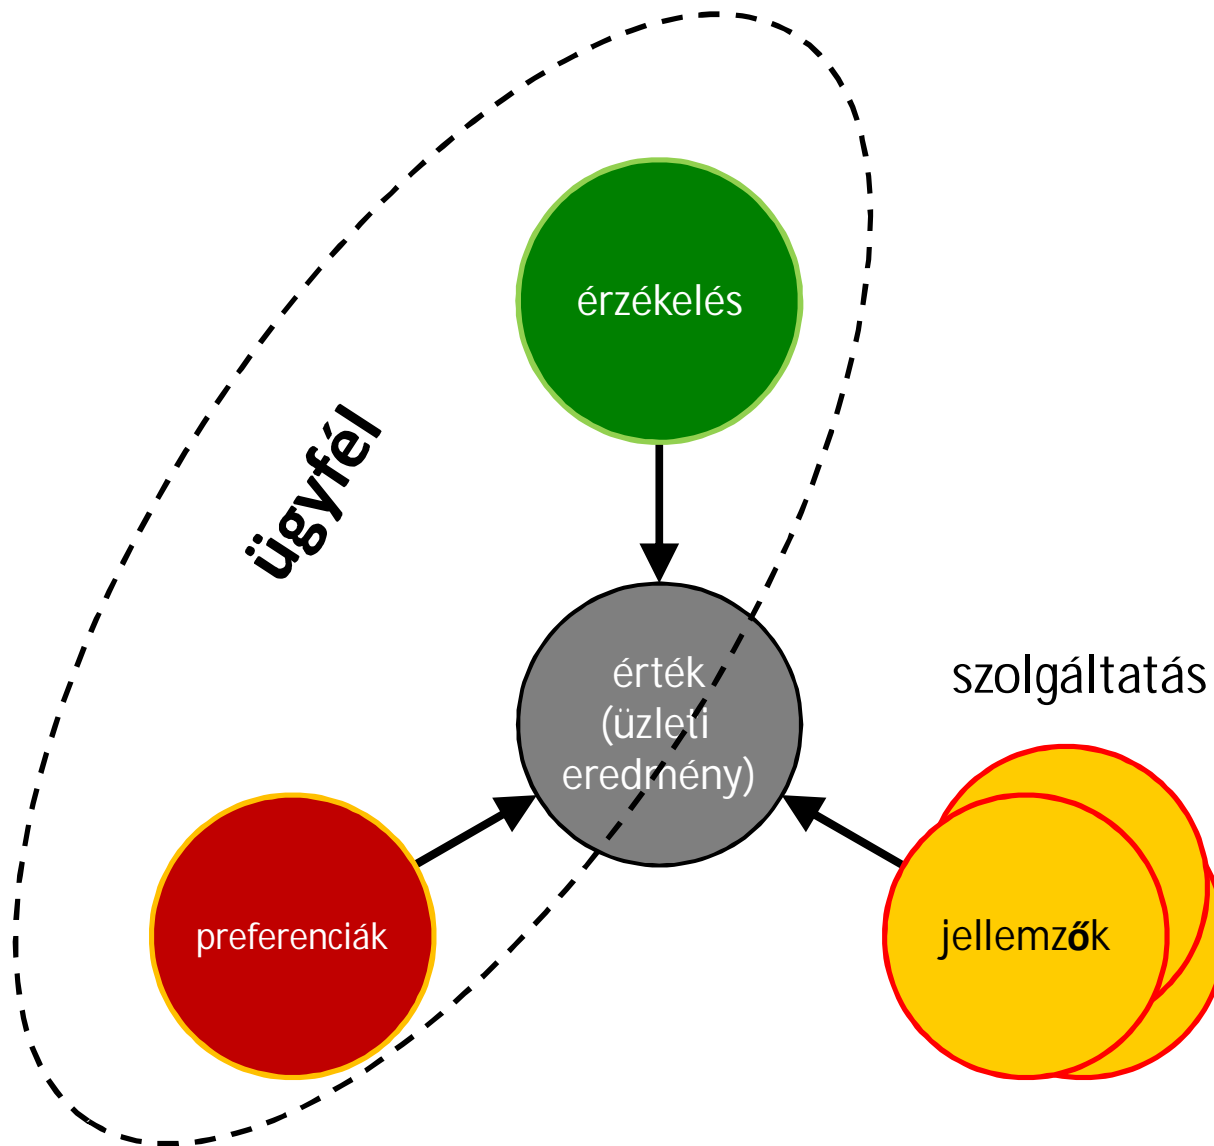 érzékelés
ügyfél
érték
(üzleti
eredmény)
szolgáltatás
preferenciák
jellemzők